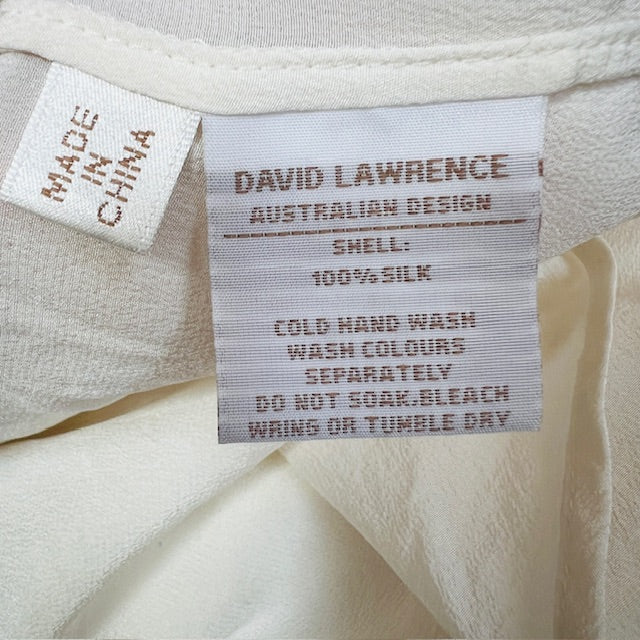 MADE
IN
CHINA
DAVID LAWRENCE
AUSTRALIAN DESIGN
SHELL:
100% SILK
COLD HAND WASH
WASH COLOURS
SEPARATELY
DO NOT SOAK.BLEACH
WRING OR TUMBLE DRY